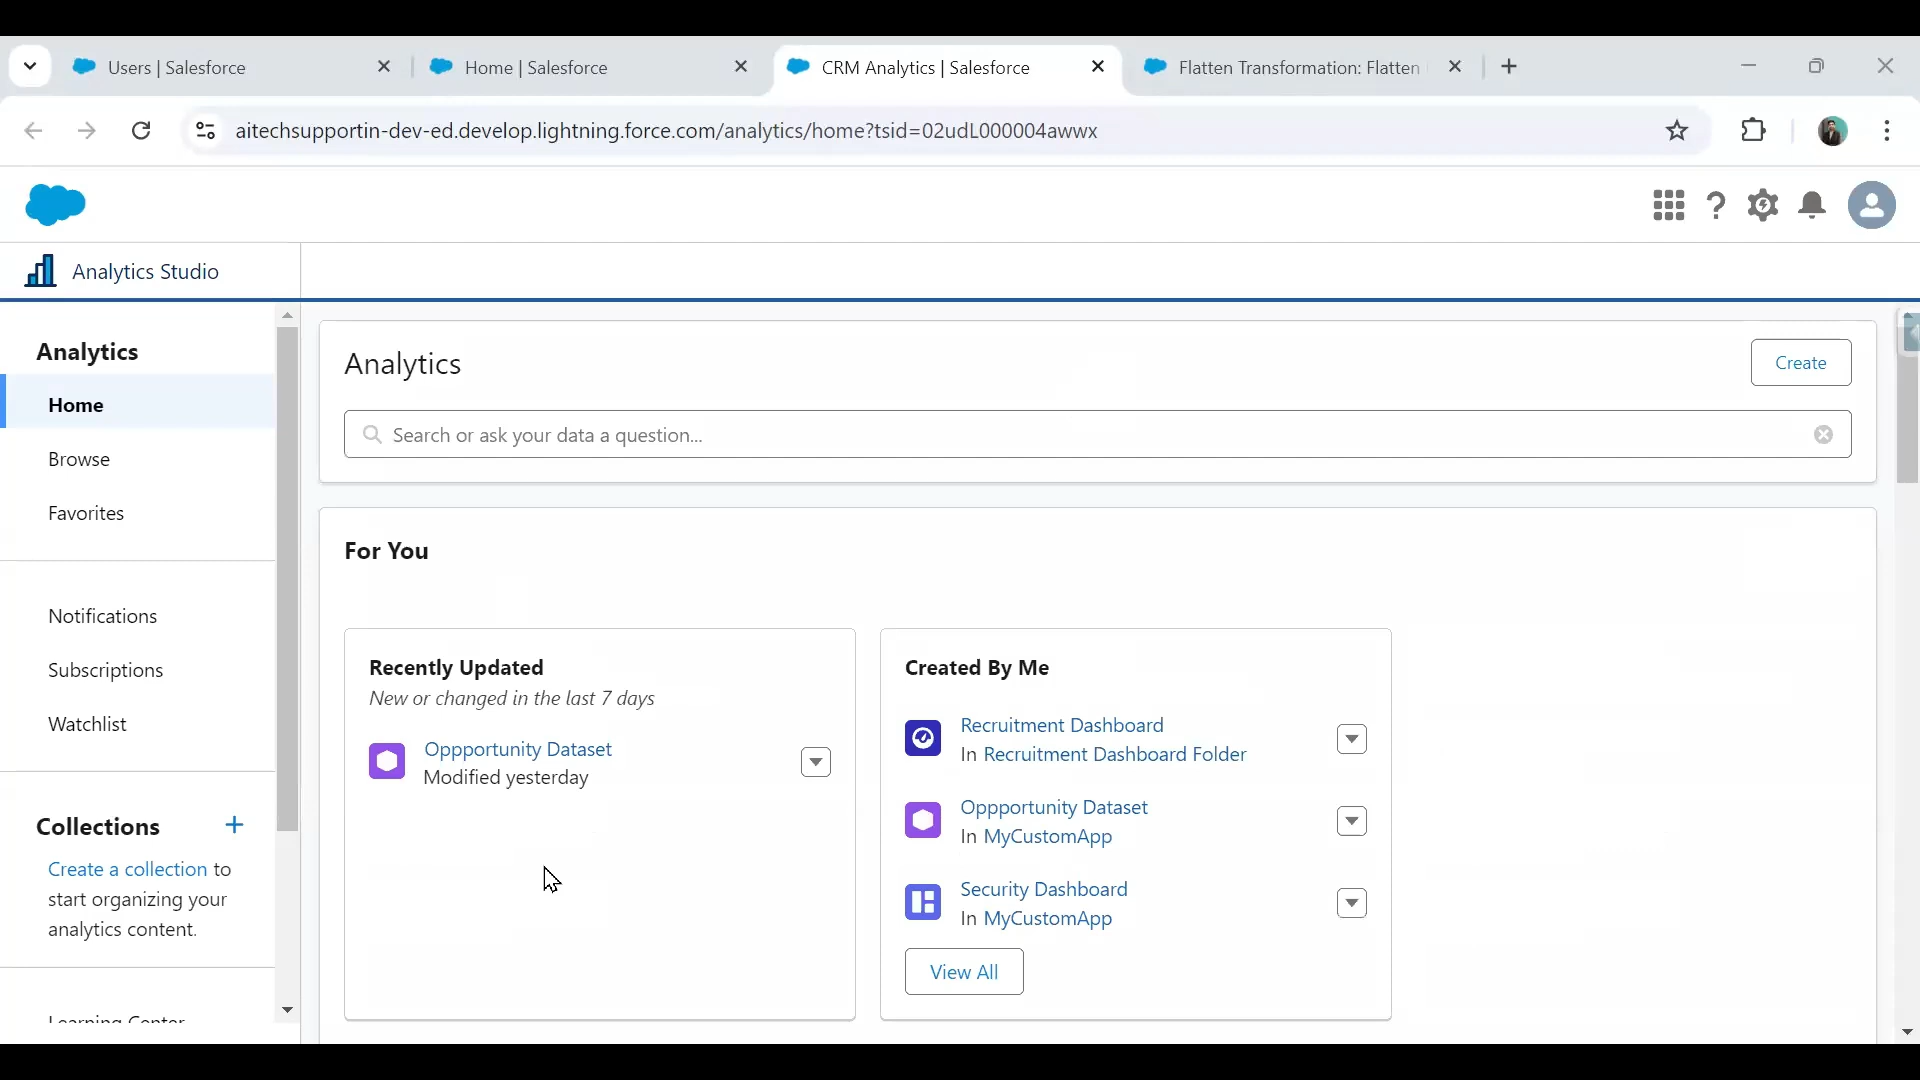 Users | Salesforce
Home | Salesforce
CRM Analytics | Salesforce
Flatten Transformation: Flatten
aitechsupportin-dev-ed.develop.lightning.force.com/analytics/home?tsid=02udL000004awwx
Analytics Studio
Analytics
Home
Browse
Favorites
Notifications
Subscriptions
Watchlist
Collections
Create a collection to
start organizing your
analytics content.
Learning Center
Analytics
Create
Search or ask your data a question...
For You
Recently Updated
New or changed in the last 7 days
Oppportunity Dataset
Modified yesterday
Created By Me
Recruitment Dashboard
In Recruitment Dashboard Folder
Oppportunity Dataset
In MyCustomApp
Security Dashboard
In MyCustomApp
View All